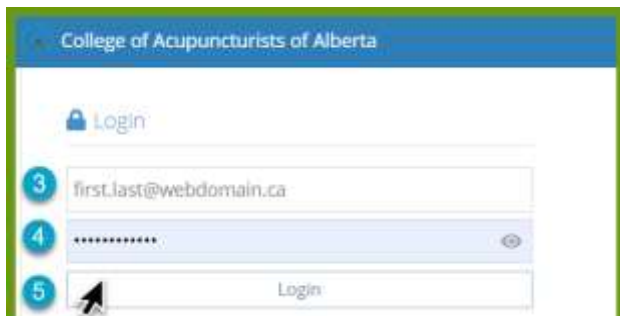 College of Acupuncturists of Alberta
Login
3 first.last@webdomain.ca
4 ••••••••••••
5 Login